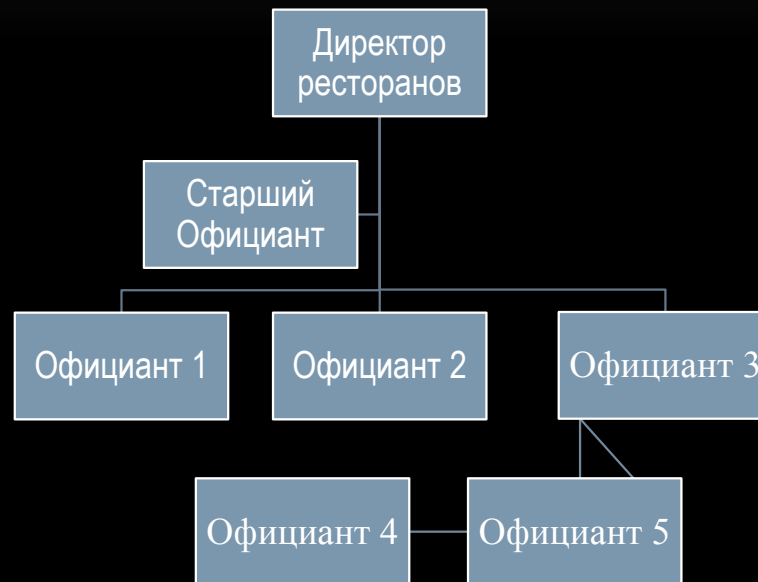 Директор
ресторанов
Старший
Официант
Официант 1
Официант 2
Официант 3
Официант 4
Официант 5